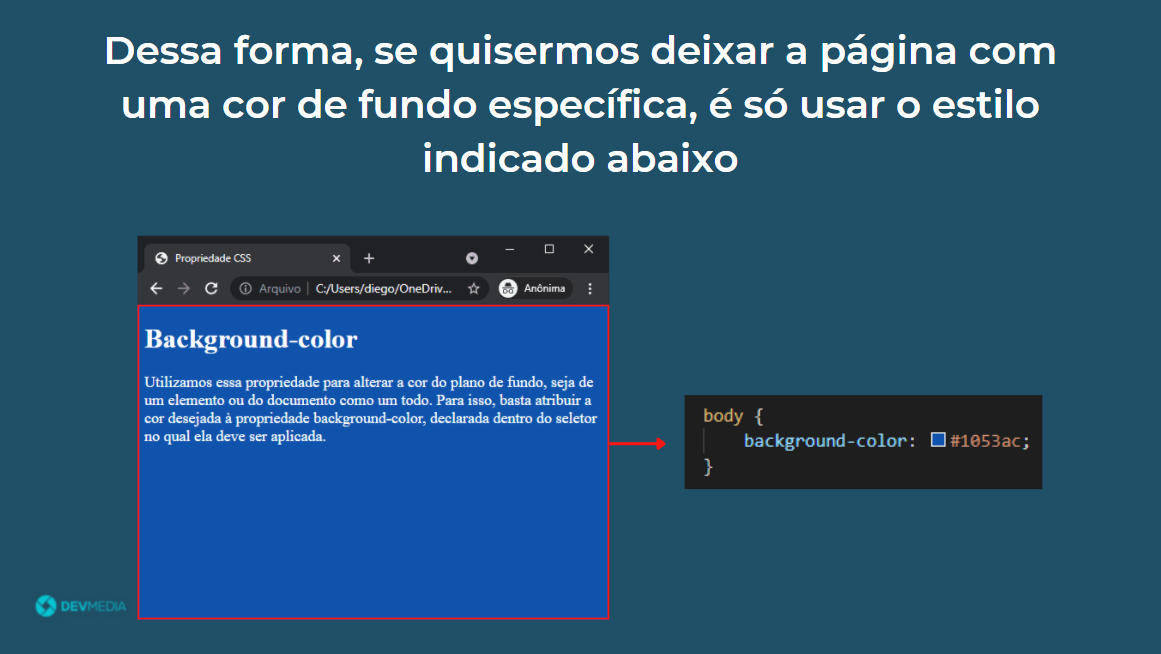 Dessa forma, se quisermos deixar a página com
uma cor de fundo específica, é só usar o estilo
indicado abaixo
Propriedade CSS
Arquivo
C:/Users/diego/OneDriv...
Anônima
Background-color
Utilizamos essa propriedade para alterar a cor do plano de fundo, seja de
um elemento ou do documento como um todo. Para isso, basta atribuir a
cor desejada à propriedade background-color, declarada dentro do seletor
no qual ela deve ser aplicada.
body {
background-color: #1053ac;
}
DEVMEDIA